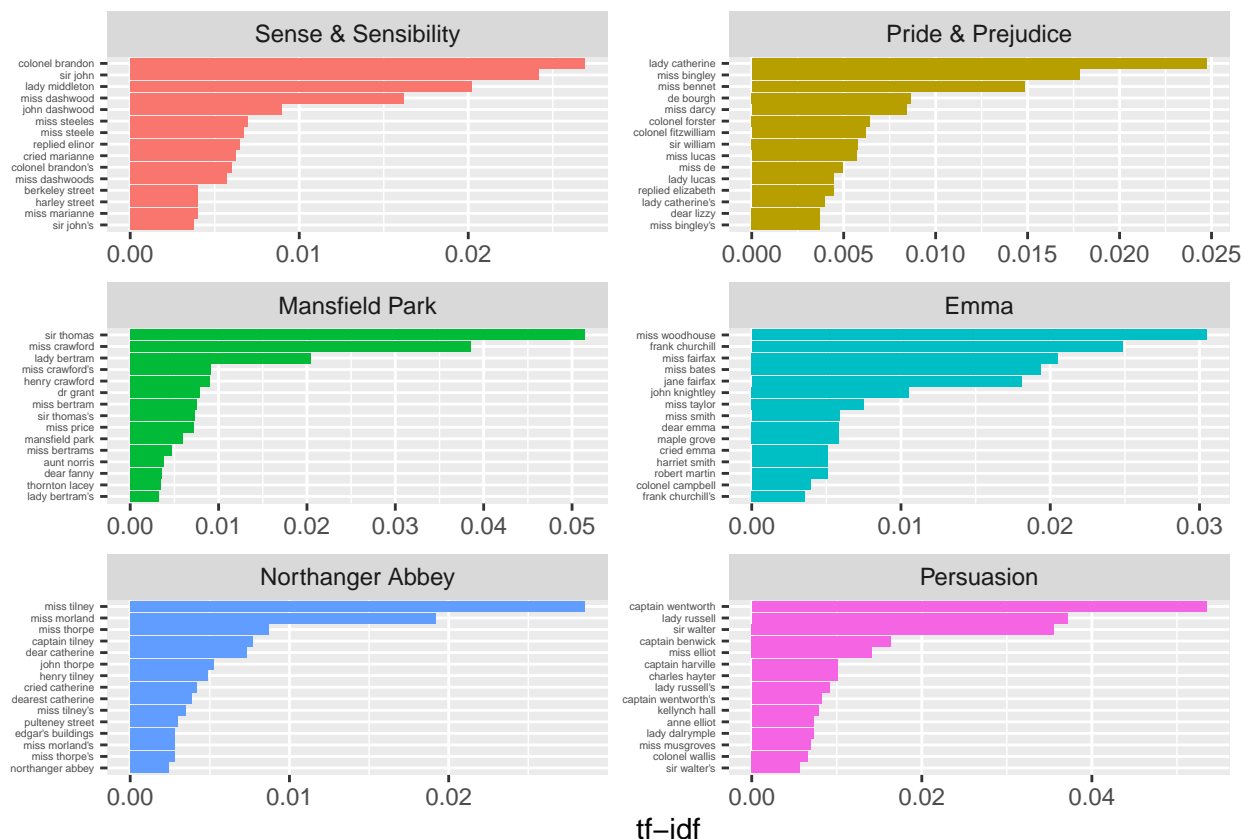 Sense & Sensibility
colonel brandon
sir john
lady middleton
miss dashwood
john dashwood
miss steeles
miss steele
replied elinor
cried marianne
colonel brandon's
miss dashwoods
berkeley street
harley street
miss marianne
sir john's
0.00 0.01 0.02
Pride & Prejudice
lady catherine
miss bingley
miss bennet
de bourgh
miss darcy
colonel forster
colonel fitzwilliam
sir william
miss lucas
miss de
lady lucas
replied elizabeth
lady catherine's
dear lizzy
miss bingley's
0.000 0.005 0.010 0.015 0.020 0.025
Mansfield Park
sir thomas
miss crawford
lady bertram
miss crawford's
henry crawford
dr grant
miss bertram
sir thomas's
miss price
mansfield park
miss bertrams
aunt norris
dear fanny
thornton lacey
lady bertram's
0.00 0.01 0.02 0.03 0.04 0.05
Emma
miss woodhouse
frank churchill
miss fairfax
miss bates
jane fairfax
john knightley
miss taylor
miss smith
dear emma
maple grove
cried emma
harriet smith
robert martin
colonel campbell
frank churchill's
0.00 0.01 0.02 0.03
Northanger Abbey
miss tilney
miss morland
miss thorpe
captain tilney
dear catherine
john thorpe
henry tilney
cried catherine
dearest catherine
miss tilney's
pulteney street
edgar's buildings
miss morland's
miss thorpe's
northanger abbey
0.00 0.01 0.02
Persuasion
captain wentworth
lady russell
sir walter
captain benwick
miss elliot
captain harville
charles hayter
lady russell's
captain wentworth's
kellynch hall
anne elliot
lady dalrymple
miss musgroves
colonel wallis
sir walter's
0.00 0.02 0.04
tf−idf